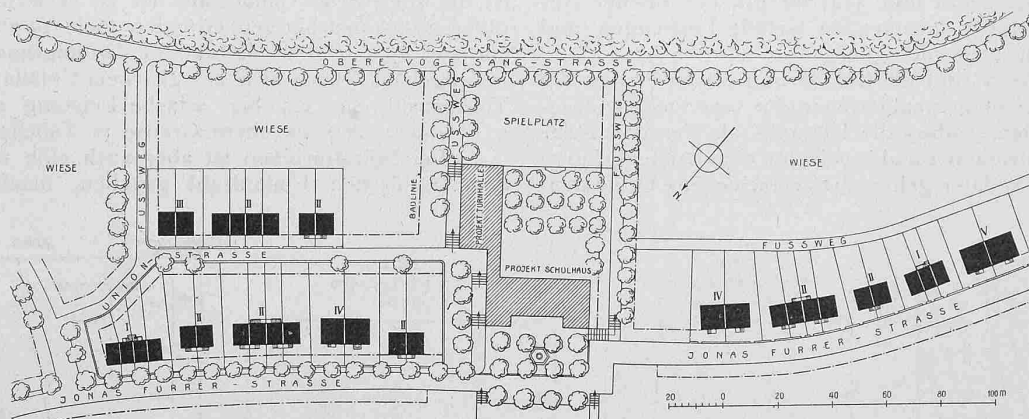 OBERE VOGELSANG-STRASSE
WIESE
WIESE
FUSSWEG
FUSSWEG
SPIELPLATZ
FUSSWEG
WIESE
BAULINIE
PROJEKT TURNHALLE
N
III
II
II
UNION-STRASSE
PROJEKT SCHULHAUS
FUSSWEG
I
II
II
IV
II
IV
II
II
I
V
JONAS FURRER-STRASSE
JONAS FURRER-STRASSE
20 0 20 40 60 80 100 m